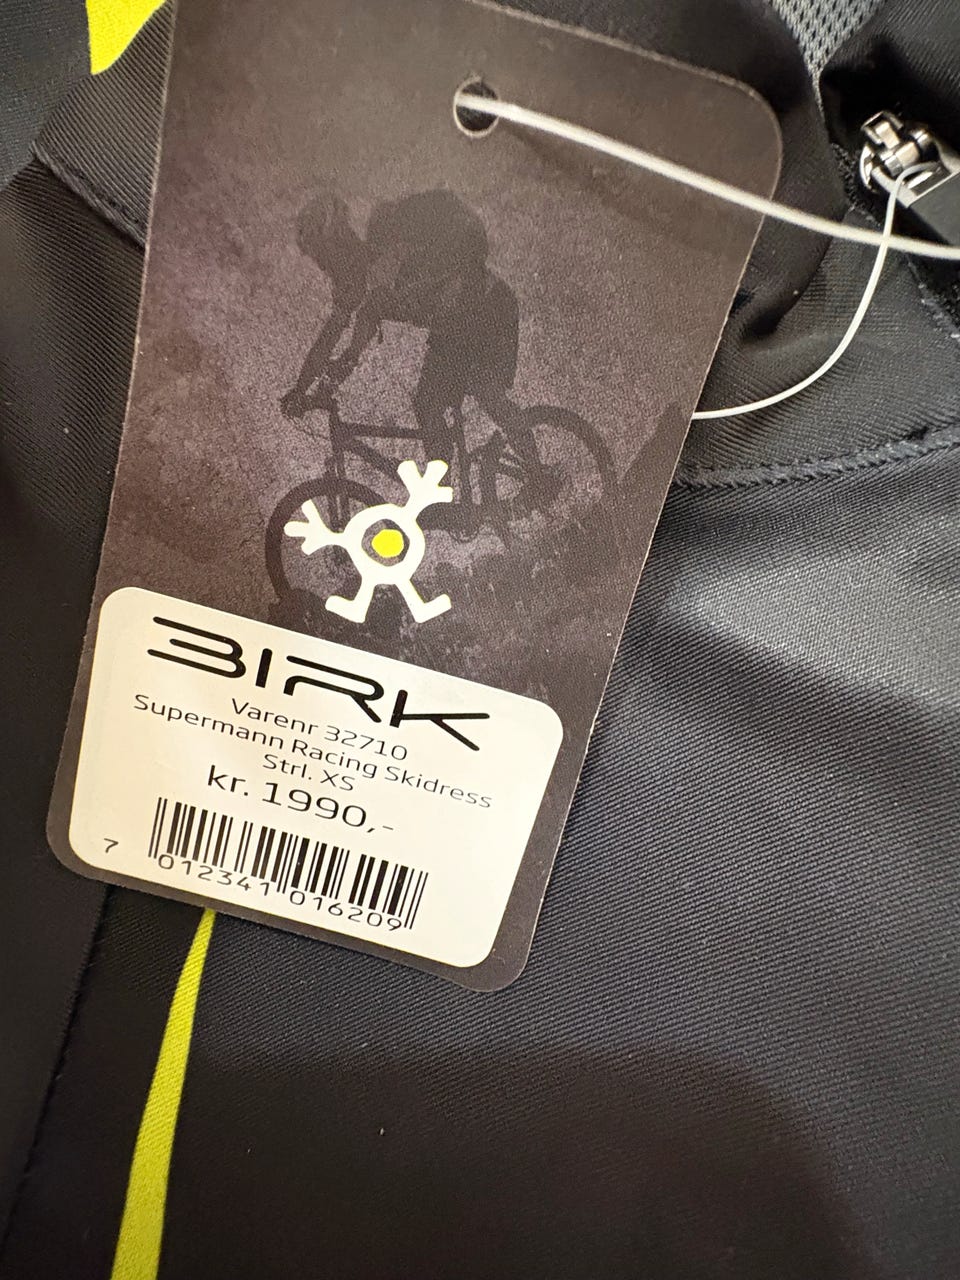 BIRK
Varenr 32710
Supermann Racing Skidress
Strl. XS
kr. 1990,-
7 012341 016209